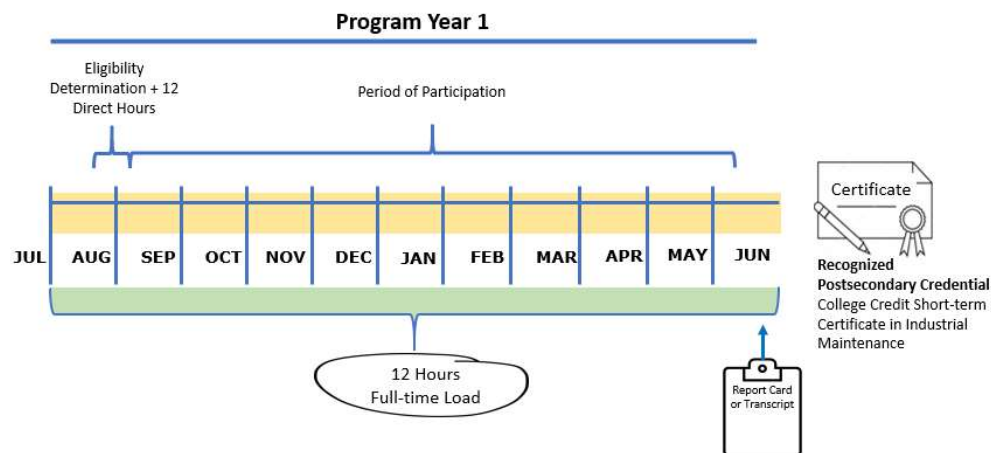 Program Year 1
Eligibility
Determination + 12
Direct Hours
Period of Participation
JUL AUG SEP OCT NOV DEC JAN FEB MAR APR MAY JUN
Certificate
Recognized
Postsecondary Credential
College Credit Short-term
Certificate in Industrial
Maintenance
12 Hours
Full-time Load
Report Card
or Transcript